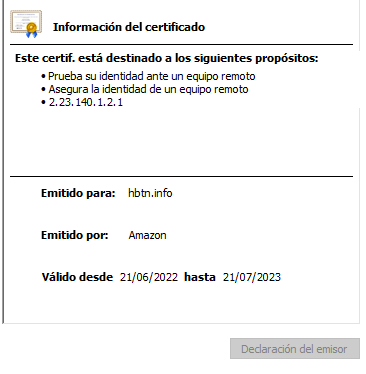 Información del certificado
Este certif. está destinado a los siguientes propósitos:
• Prueba su identidad ante un equipo remoto
• Asegura la identidad de un equipo remoto
• 2.23.140.1.2.1
Emitido para: hbtn.info
Emitido por: Amazon
Válido desde 21/06/2022 hasta 21/07/2023
Declaración del emisor